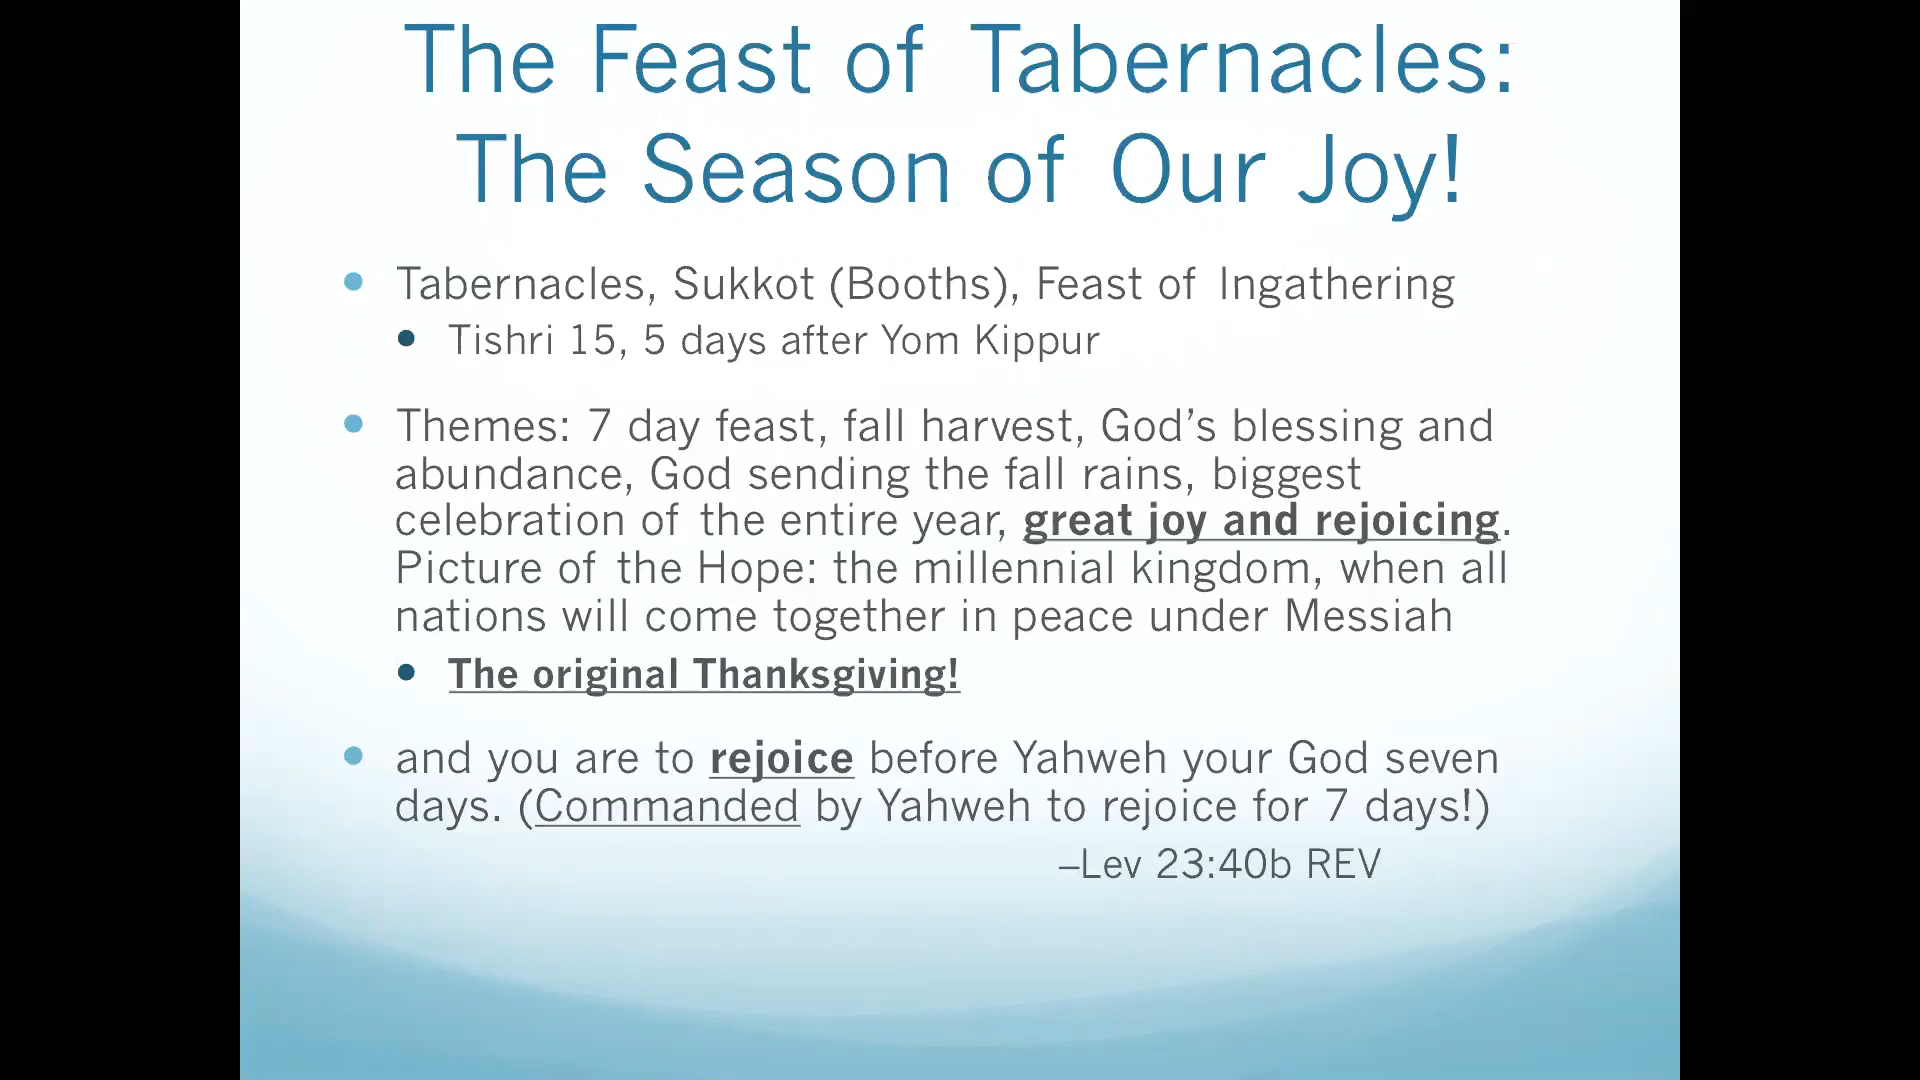 The Feast of Tabernacles:
The Season of Our Joy!
Tabernacles, Sukkot (Booths), Feast of Ingathering
Tishri 15, 5 days after Yom Kippur
Themes: 7 day feast, fall harvest, God’s blessing and
abundance, God sending the fall rains, biggest
celebration of the entire year, great joy and rejoicing.
Picture of the Hope: the millennial kingdom, when all
nations will come together in peace under Messiah
The original Thanksgiving!
and you are to rejoice before Yahweh your God seven
days. (Commanded by Yahweh to rejoice for 7 days!)
–Lev 23:40b REV